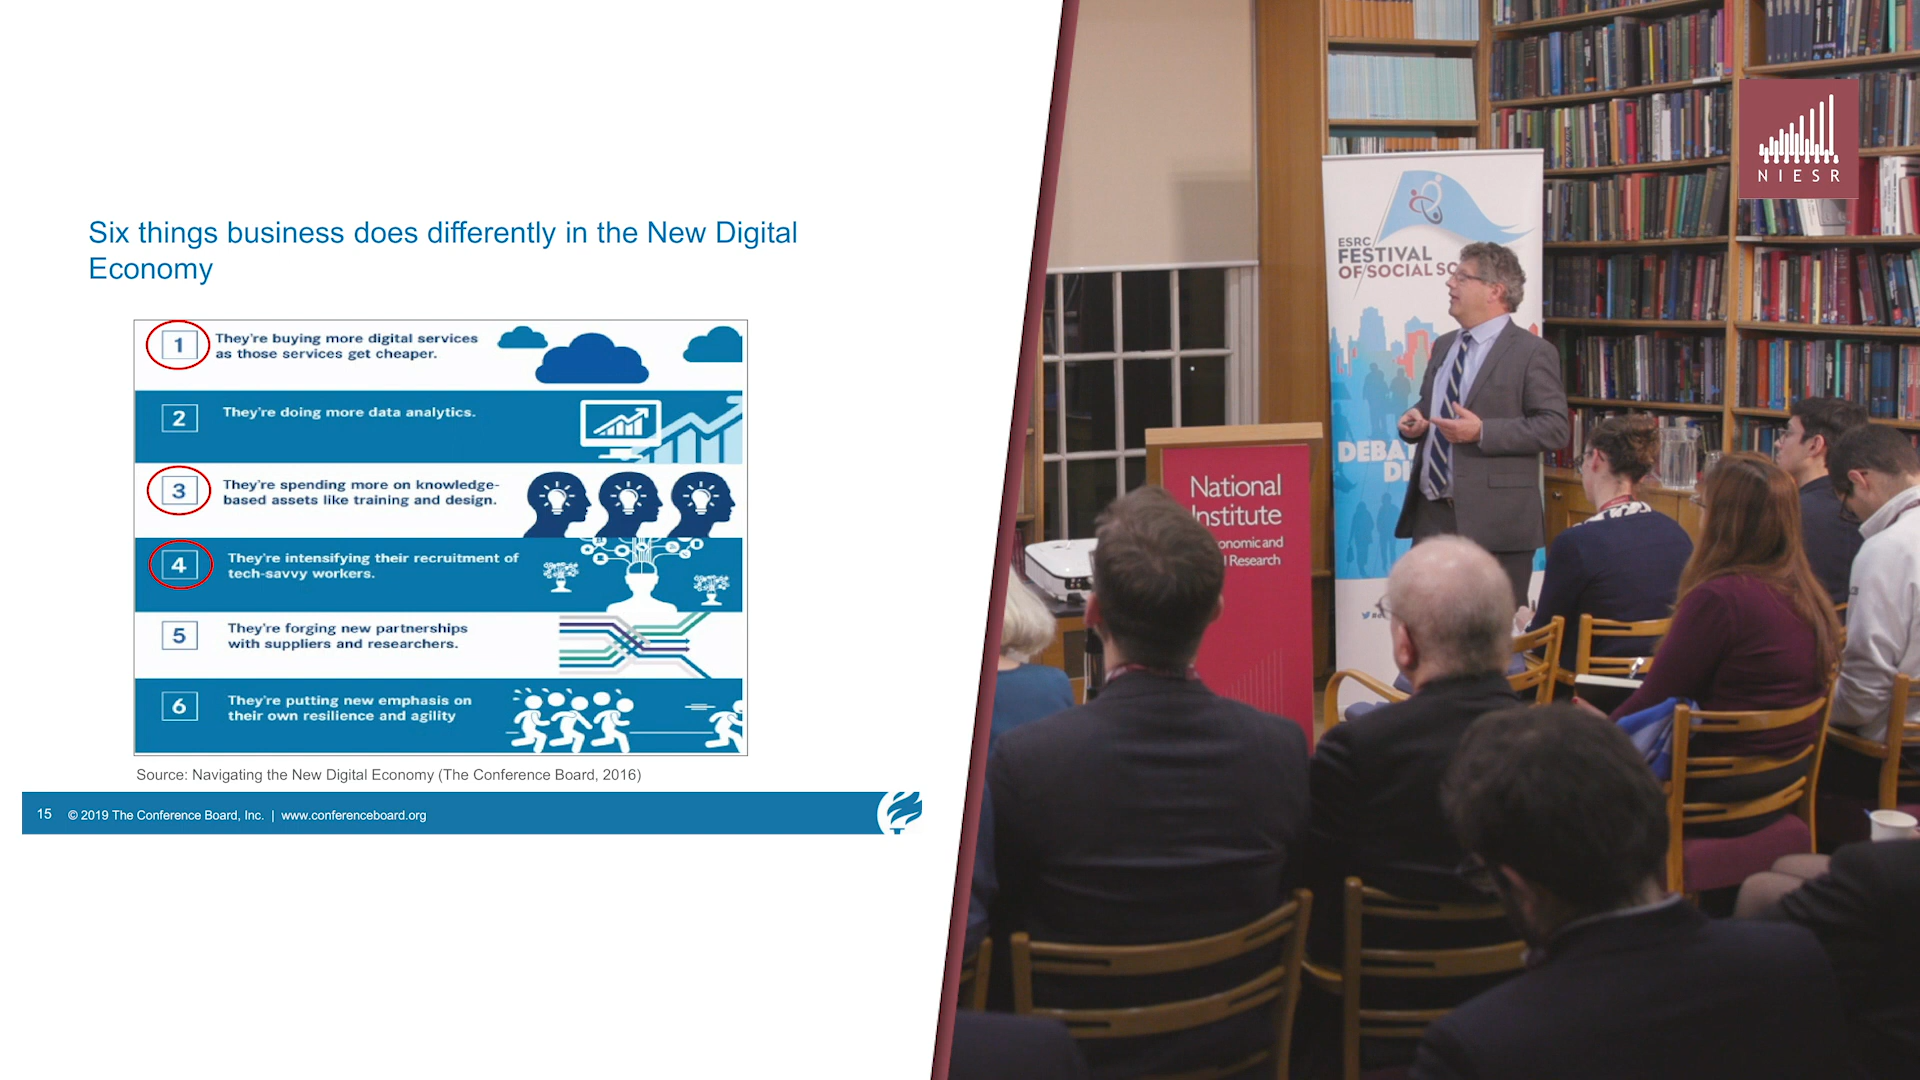 Six things business does differently in the New Digital
Economy
1
They're buying more digital services
as those services get cheaper.
2
They're doing more data analytics.
3
They're spending more on knowledge-
based assets like training and design.
4
They're intensifying their recruitment of
tech-savvy workers.
5
They're forging new partnerships
with suppliers and researchers.
6
They're putting new emphasis on
their own resilience and agility
Source: Navigating the New Digital Economy (The Conference Board, 2016)
15 © 2019 The Conference Board, Inc. | www.conferenceboard.org
NIESR
ESRC
FESTIVAL
OF SOCIAL SC
DEBA
DI
National
Institute
onomic and
l Research